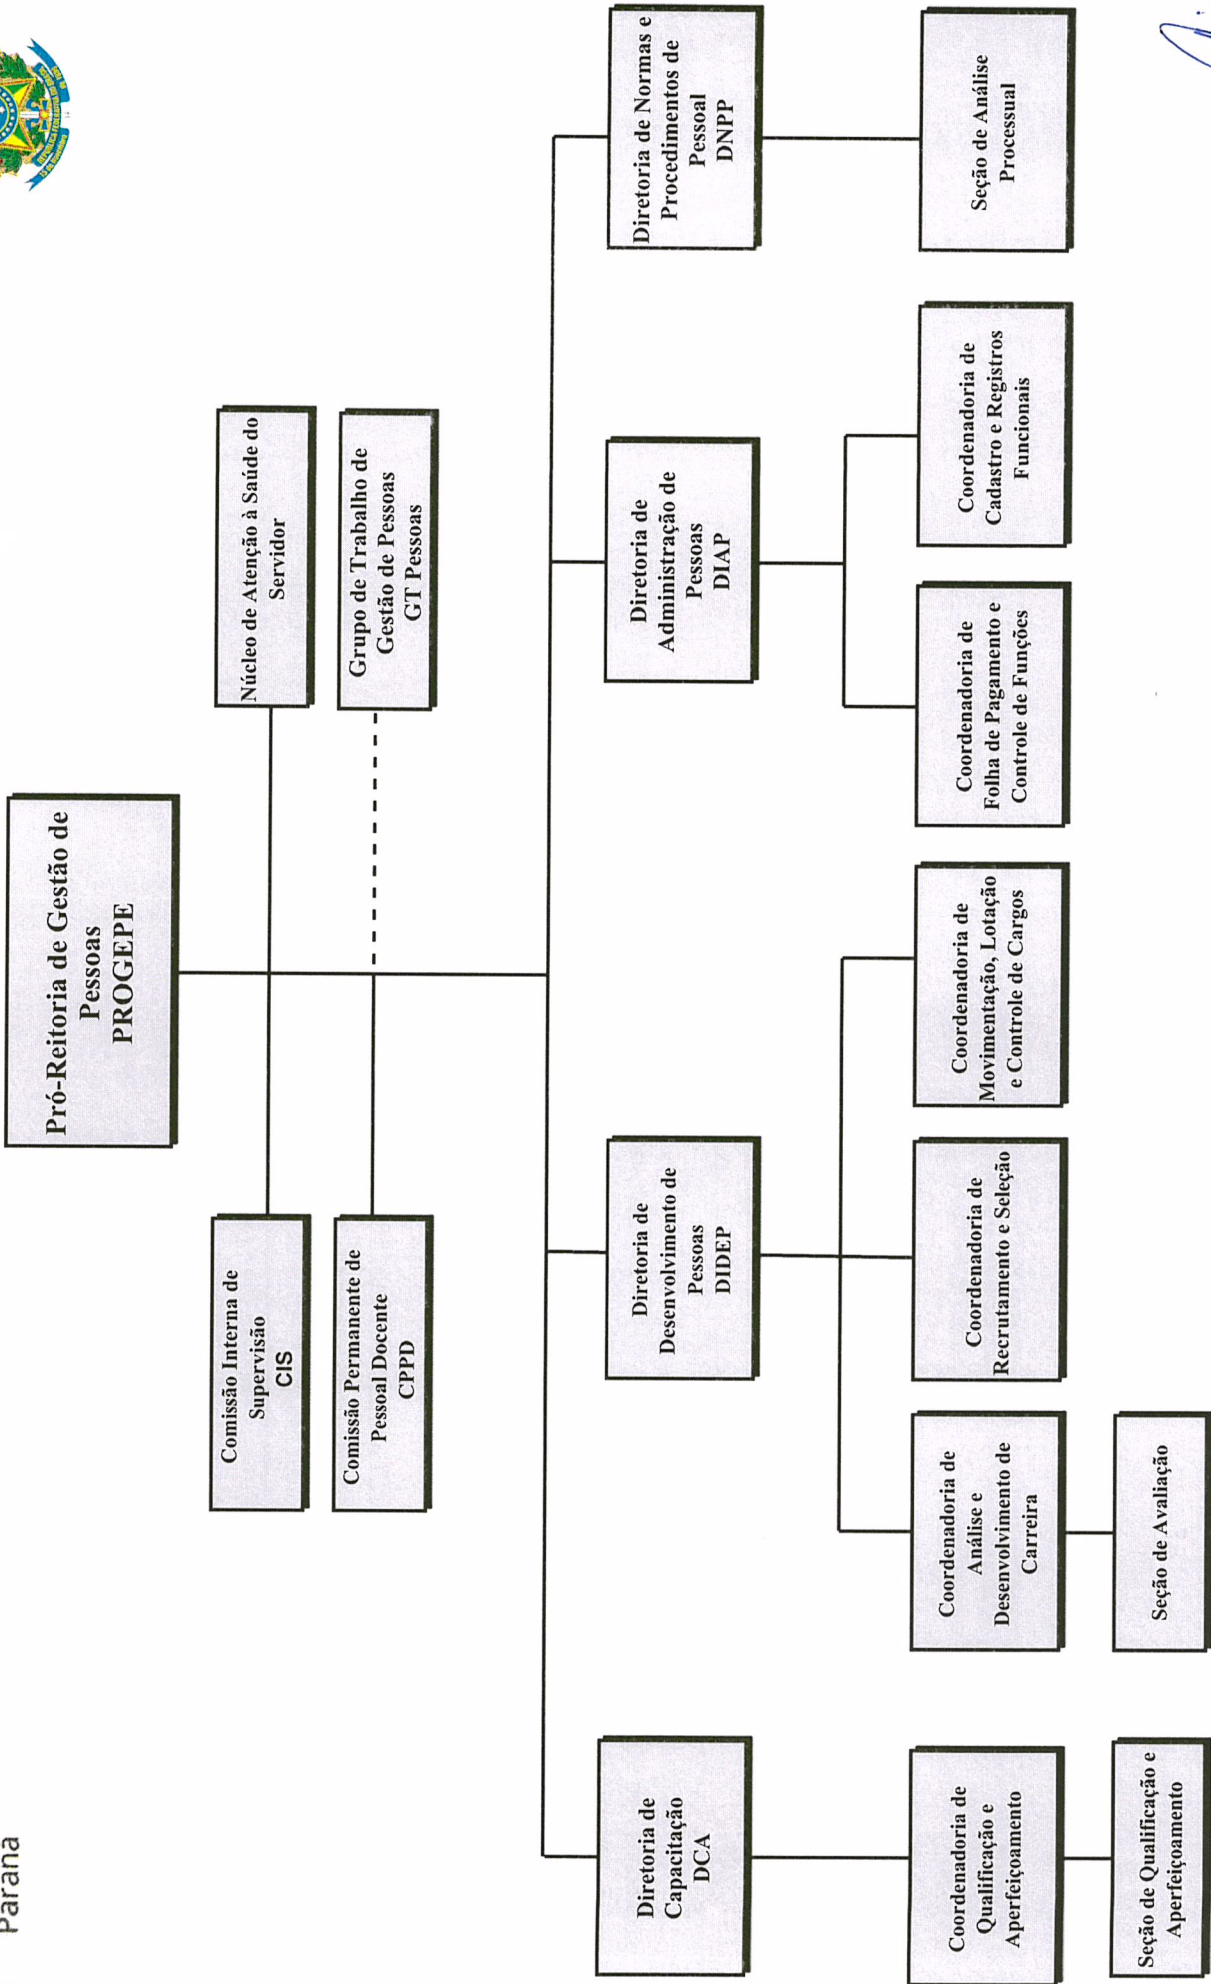 Paraná
Pró-Reitoria de Gestão de
Pessoas
PROGEPE
Comissão Interna de
Supervisão
CIS
Núcleo de Atenção à Saúde do
Servidor
Comissão Permanente de
Pessoal Docente
CPPD
Grupo de Trabalho de
Gestão de Pessoas
GT Pessoas
Diretoria de
Capacitação
DCA
Diretoria de
Desenvolvimento de
Pessoas
DIDEP
Diretoria de
Administração de
Pessoas
DIAP
Diretoria de Normas e
Procedimentos de
Pessoal
DNPP
Coordenadoria de
Qualificação e
Aperfeiçoamento
Coordenadoria de
Análise e
Desenvolvimento de
Carreira
Coordenadoria de
Recrutamento e Seleção
Coordenadoria de
Movimentação, Lotação
e Controle de Cargos
Coordenadoria de
Folha de Pagamento e
Controle de Funções
Coordenadoria de
Cadastro e Registros
Funcionais
Seção de Análise
Processual
Seção de Qualificação e
Aperfeiçoamento
Seção de Avaliação